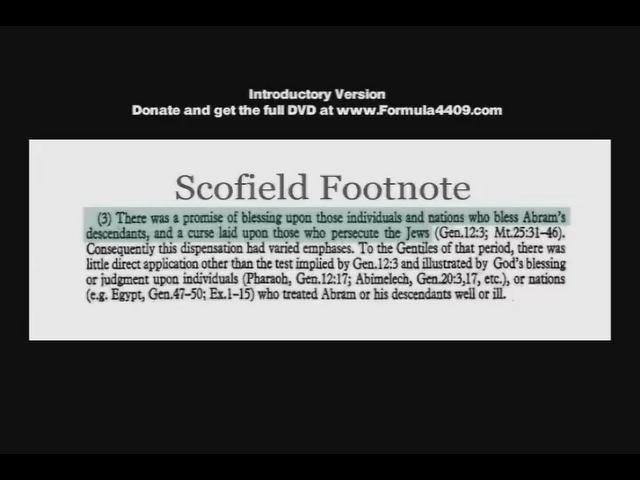 Introductory Version
Donate and get the full DVD at www.Formula4409.com
Scofield Footnote
(3) There was a promise of blessing upon those individuals and nations who bless Abram's
descendants, and a curse laid upon those who persecute the Jews (Gen.12:3; Mt.25:31–46).
Consequently this dispensation had varied emphases. To the Gentiles of that period, there was
little direct application other than the test implied by Gen.12:3 and illustrated by God's blessing
or judgment upon individuals (Pharaoh, Gen.12:17; Abimelech, Gen.20:3,17, etc.), or nations
(e.g. Egypt, Gen.47–50; Ex.1–15) who treated Abram or his descendants well or ill.